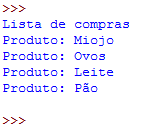 >>>
Lista de compras
Produto: Miojo
Produto: Ovos
Produto: Leite
Produto: Pão
>>>